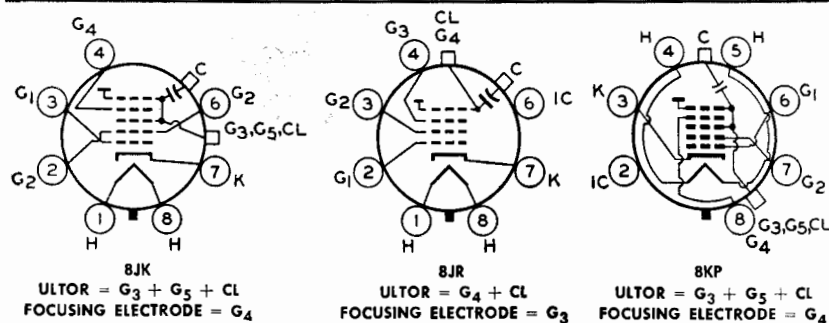 G4
4
C
G1
3
6
G2
G3,G5,CL
G2
2
7
K
1
8
H
H
8JK
ULTOR = G3 + G5 + CL
FOCUSING ELECTRODE = G4
CL
G4
G3
4
C
G2
3
6
IC
G1
2
7
K
1
8
H
H
8JR
ULTOR = G4 + CL
FOCUSING ELECTRODE = G3
C
H
4
5
H
K
3
6
G1
IC
2
7
G2
8
G3,G5,CL
G4
8KP
ULTOR = G3 + G5 + CL
FOCUSING ELECTRODE = G4